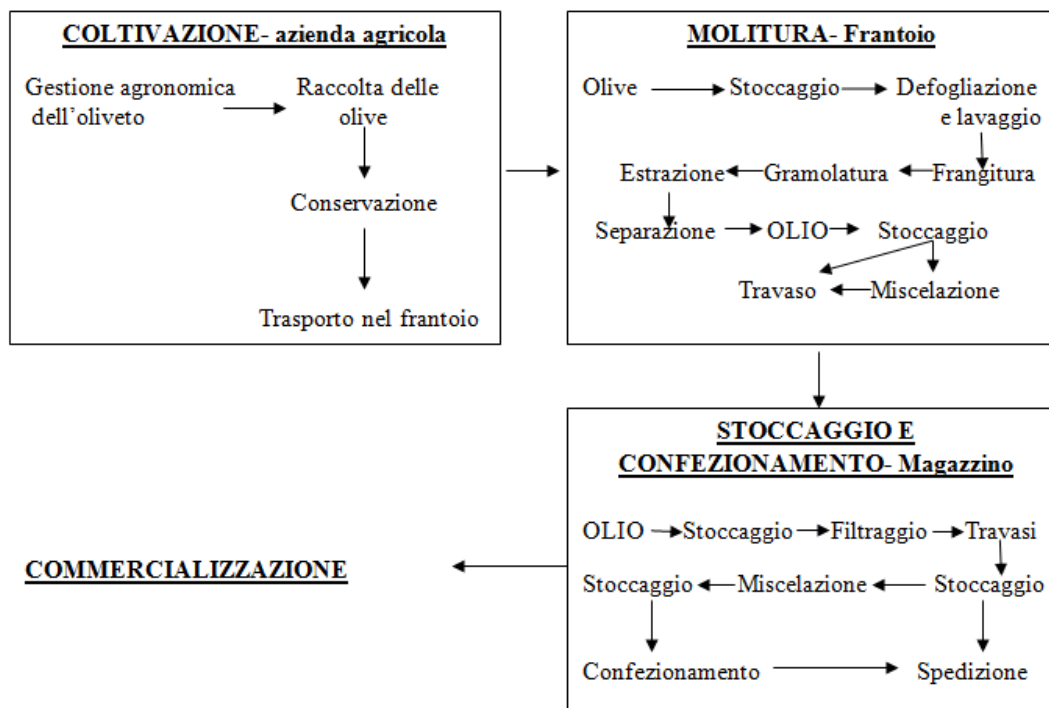 COLTIVAZIONE- azienda agricola
Gestione agronomica
dell'oliveto
Raccolta delle
olive
Conservazione
Trasporto nel frantoio
MOLITURA- Frantoio
Olive Stoccaggio Defogliazione
e lavaggio
Estrazione Gramolatura Frangitura
Separazione OLIO Stoccaggio
Travaso Miscelazione
STOCCAGGIO E
CONFEZIONAMENTO- Magazzino
OLIO Stoccaggio Filtraggio Travasi
Stoccaggio Miscelazione Stoccaggio
Confezionamento Spedizione
COMMERCIALIZZAZIONE